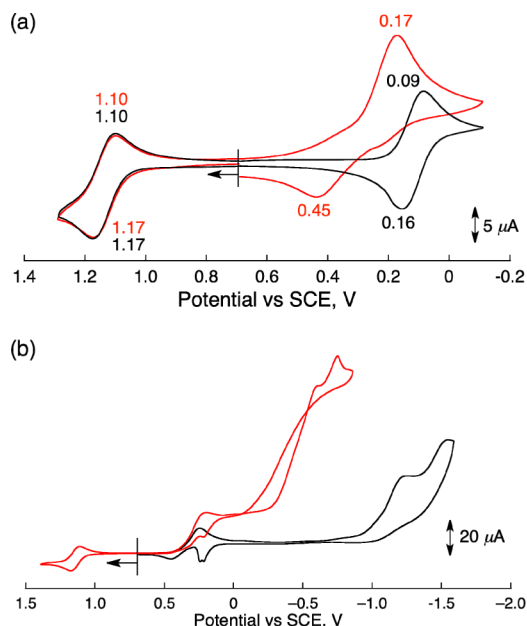 (a)
0.17
1.10
1.10
0.09
1.17
1.17
0.45
0.16
5 μA
1.4 1.2 1.0 0.8 0.6 0.4 0.2 0 –0.2
Potential vs SCE, V
(b)
20 μA
1.5 1.0 0.5 0 –0.5 –1.0 –1.5 –2.0
Potential vs SCE, V